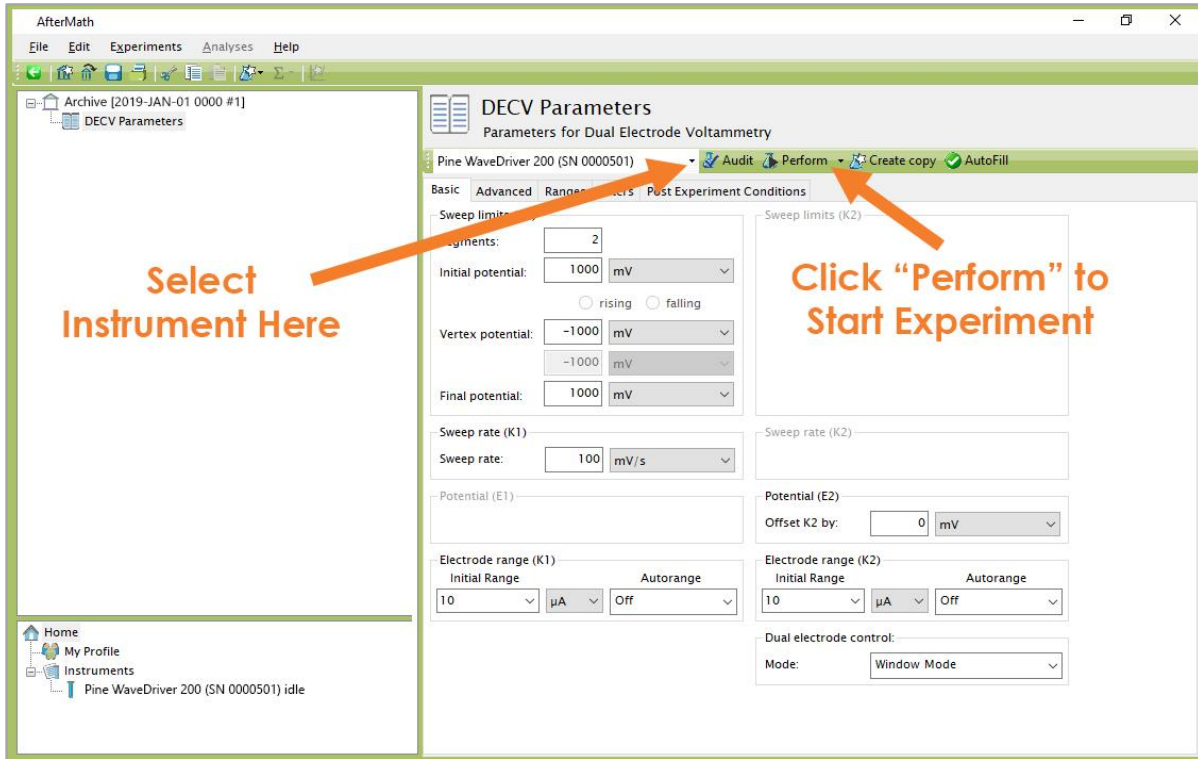 AfterMath
File Edit Experiments Analyses Help
Archive [2019-JAN-01 0000 #1]
DECV Parameters
DECV Parameters
Parameters for Dual Electrode Voltammetry
Pine WaveDriver 200 (SN 0000501) Audit Perform Create copy AutoFill
Basic Advanced Ranges Post Experiment Conditions
Sweep limits
Sweep limits (K2)
2
Initial potential: 1000 mV
rising falling
Vertex potential: -1000 mV
-1000 mV
Final potential: 1000 mV
Sweep rate (K1)
Sweep rate: 100 mV/s
Sweep rate (K2)
Potential (E1)
Potential (E2)
Offset K2 by: 0 mV
Electrode range (K1)
Initial Range Autorange
10 µA Off
Electrode range (K2)
Initial Range Autorange
10 µA Off
Dual electrode control:
Mode: Window Mode
Select
Instrument Here
Click “Perform” to
Start Experiment
Home
My Profile
Instruments
Pine WaveDriver 200 (SN 0000501) idle